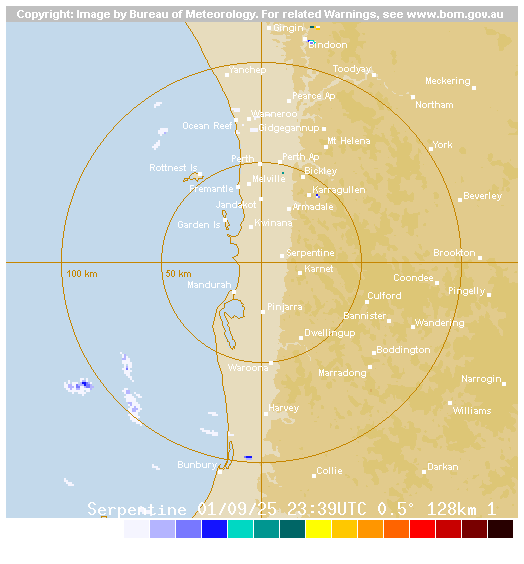 Copyright: Image by Bureau of Meteorology. For related Warnings, see www.bom.gov.au
Gingin
Bindoon
Yanchep
Toodyay
Meckering
Pearce Ap
Northam
Wanneroo
Ocean Reef
Gidgegannup
Mt Helena
York
Perth
Perth Ap
Rottnest Is
Bickley
Melville
Fremantle
Karragullen
Beverley
Jandakot
Armadale
Garden Is
Kwinana
Serpentine
Brookton
100 km
50 km
Karnet
Coondee
Mandurah
Pingelly
Culford
Pinjarra
Bannister
Wandering
Dwellingup
Boddington
Waroona
Marradong
Narrogin
Harvey
Williams
Bunbury
Collie
Darkan
Serpentine 01/09/25 23:39UTC 0.5° 128km 1